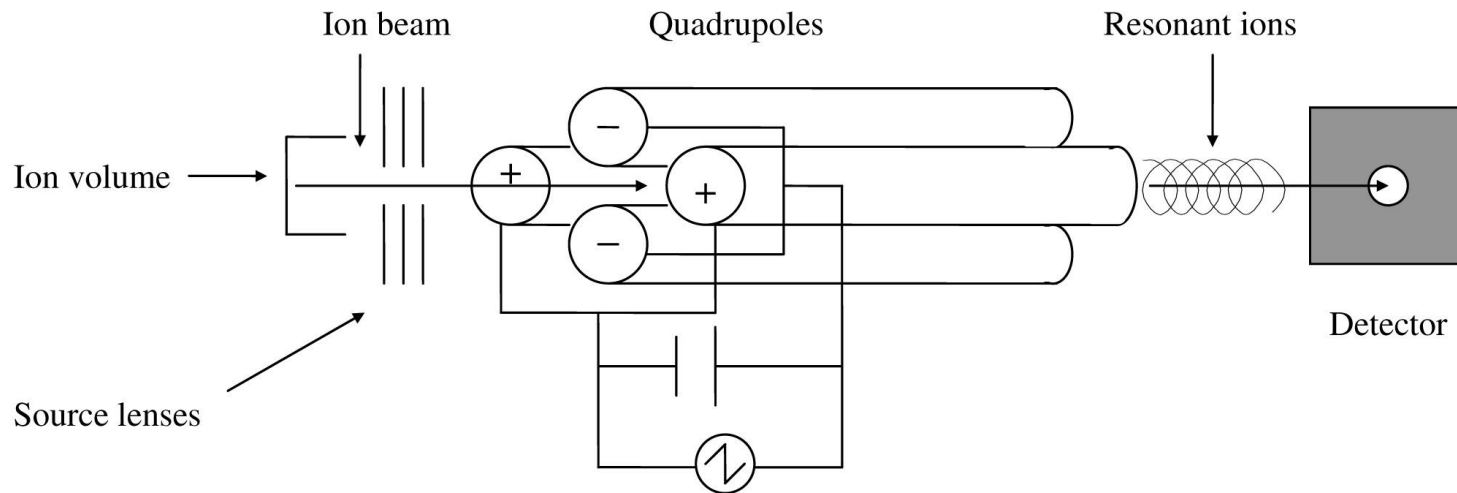 Ion beam
Quadrupoles
Resonant ions
−
+
+
−
Ion volume
Detector
Source lenses